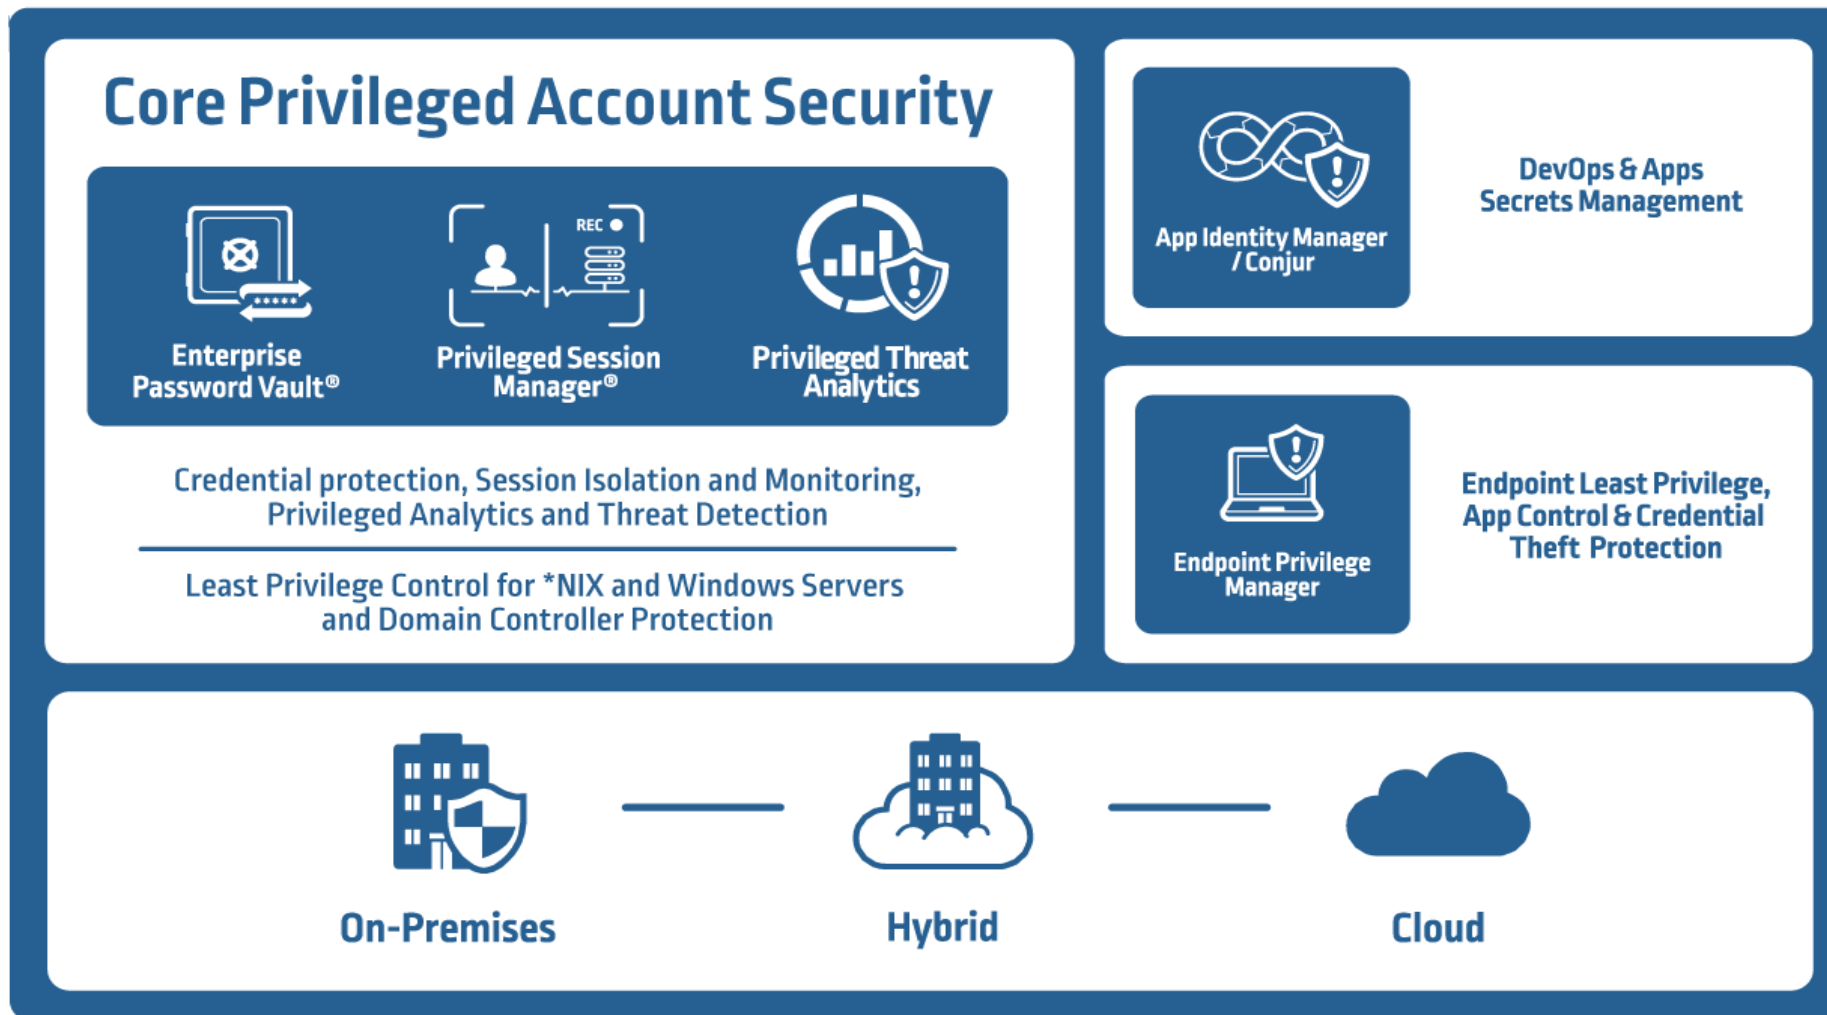 Core Privileged Account Security
REC
Enterprise
Password Vault®
Privileged Session
Manager®
Privileged Threat
Analytics
Credential protection, Session Isolation and Monitoring,
Privileged Analytics and Threat Detection
Least Privilege Control for *NIX and Windows Servers
and Domain Controller Protection
App Identity Manager
/ Conjur
DevOps & Apps
Secrets Management
Endpoint Privilege
Manager
Endpoint Least Privilege,
App Control & Credential
Theft Protection
On-Premises
Hybrid
Cloud